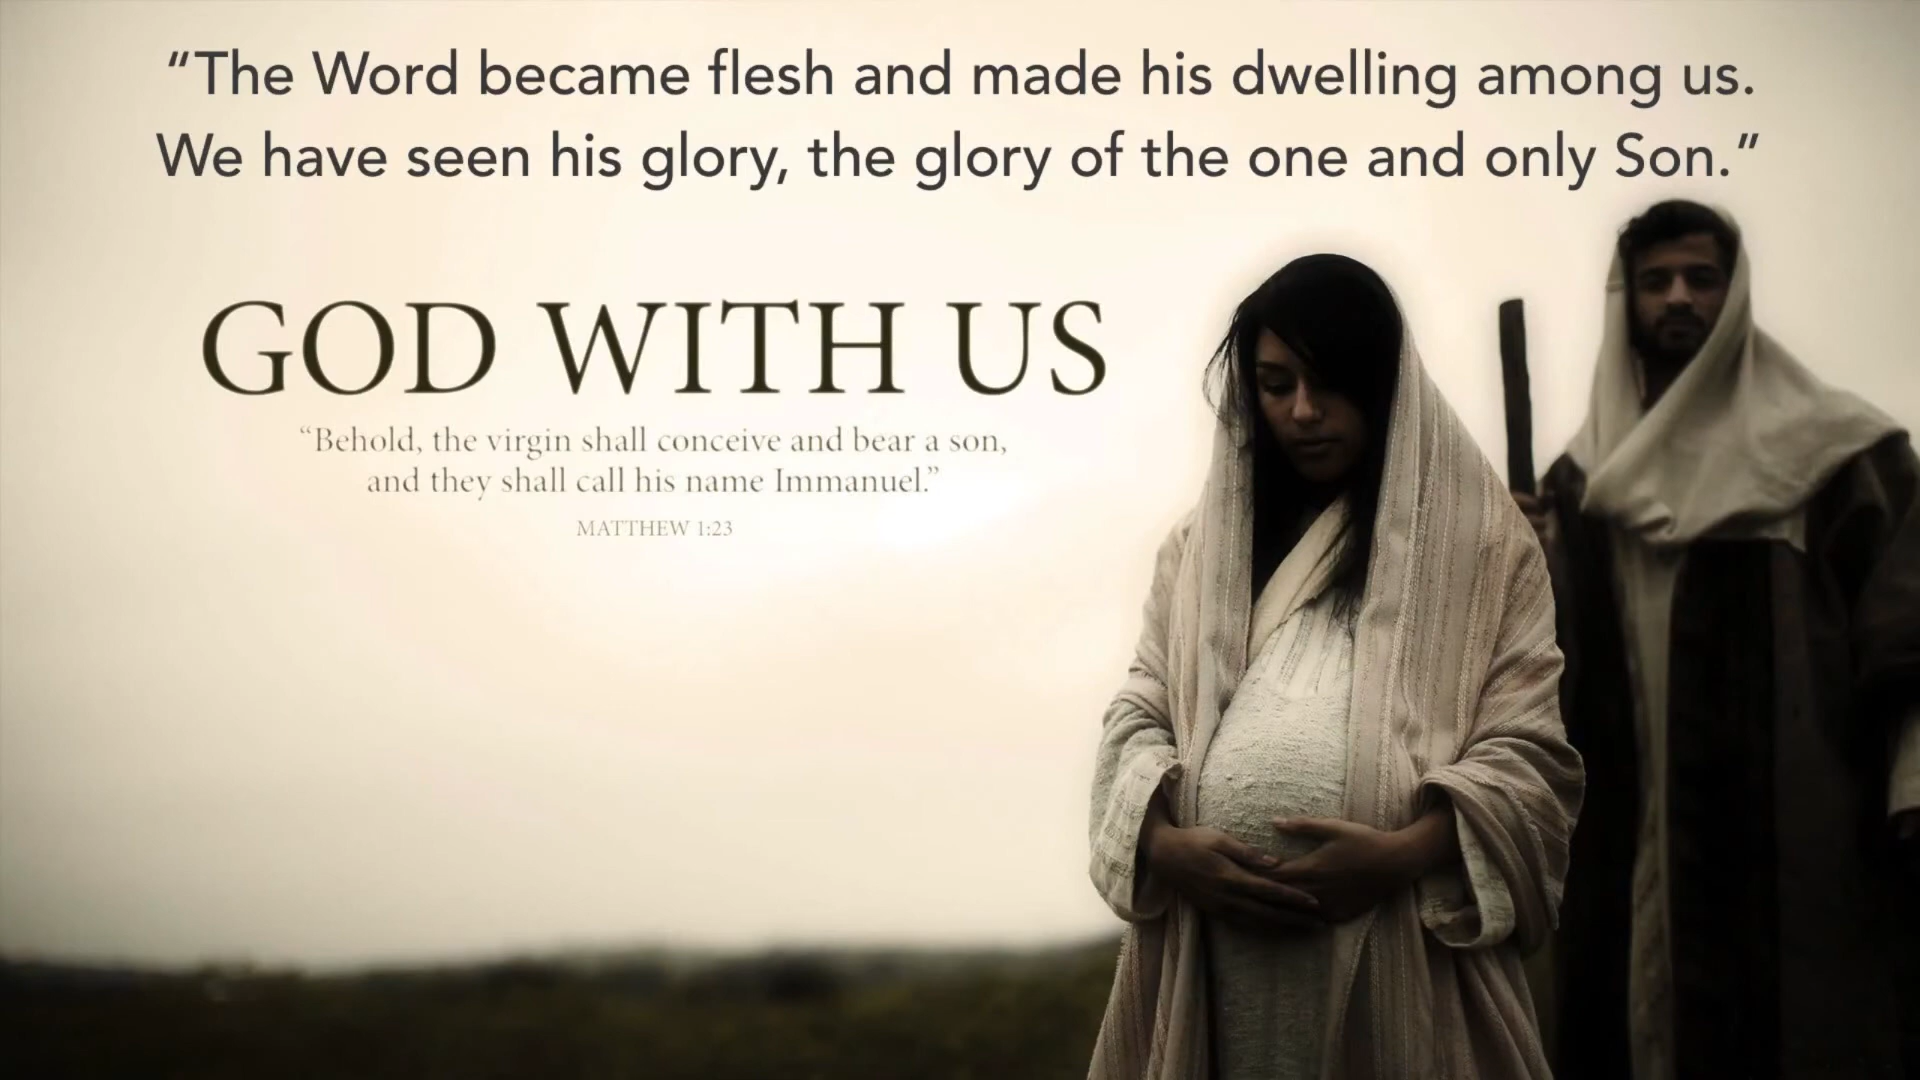 “The Word became flesh and made his dwelling among us.
We have seen his glory, the glory of the one and only Son.”
GOD WITH US
“Behold, the virgin shall conceive and bear a son,
and they shall call his name Immanuel.”
MATTHEW 1:23